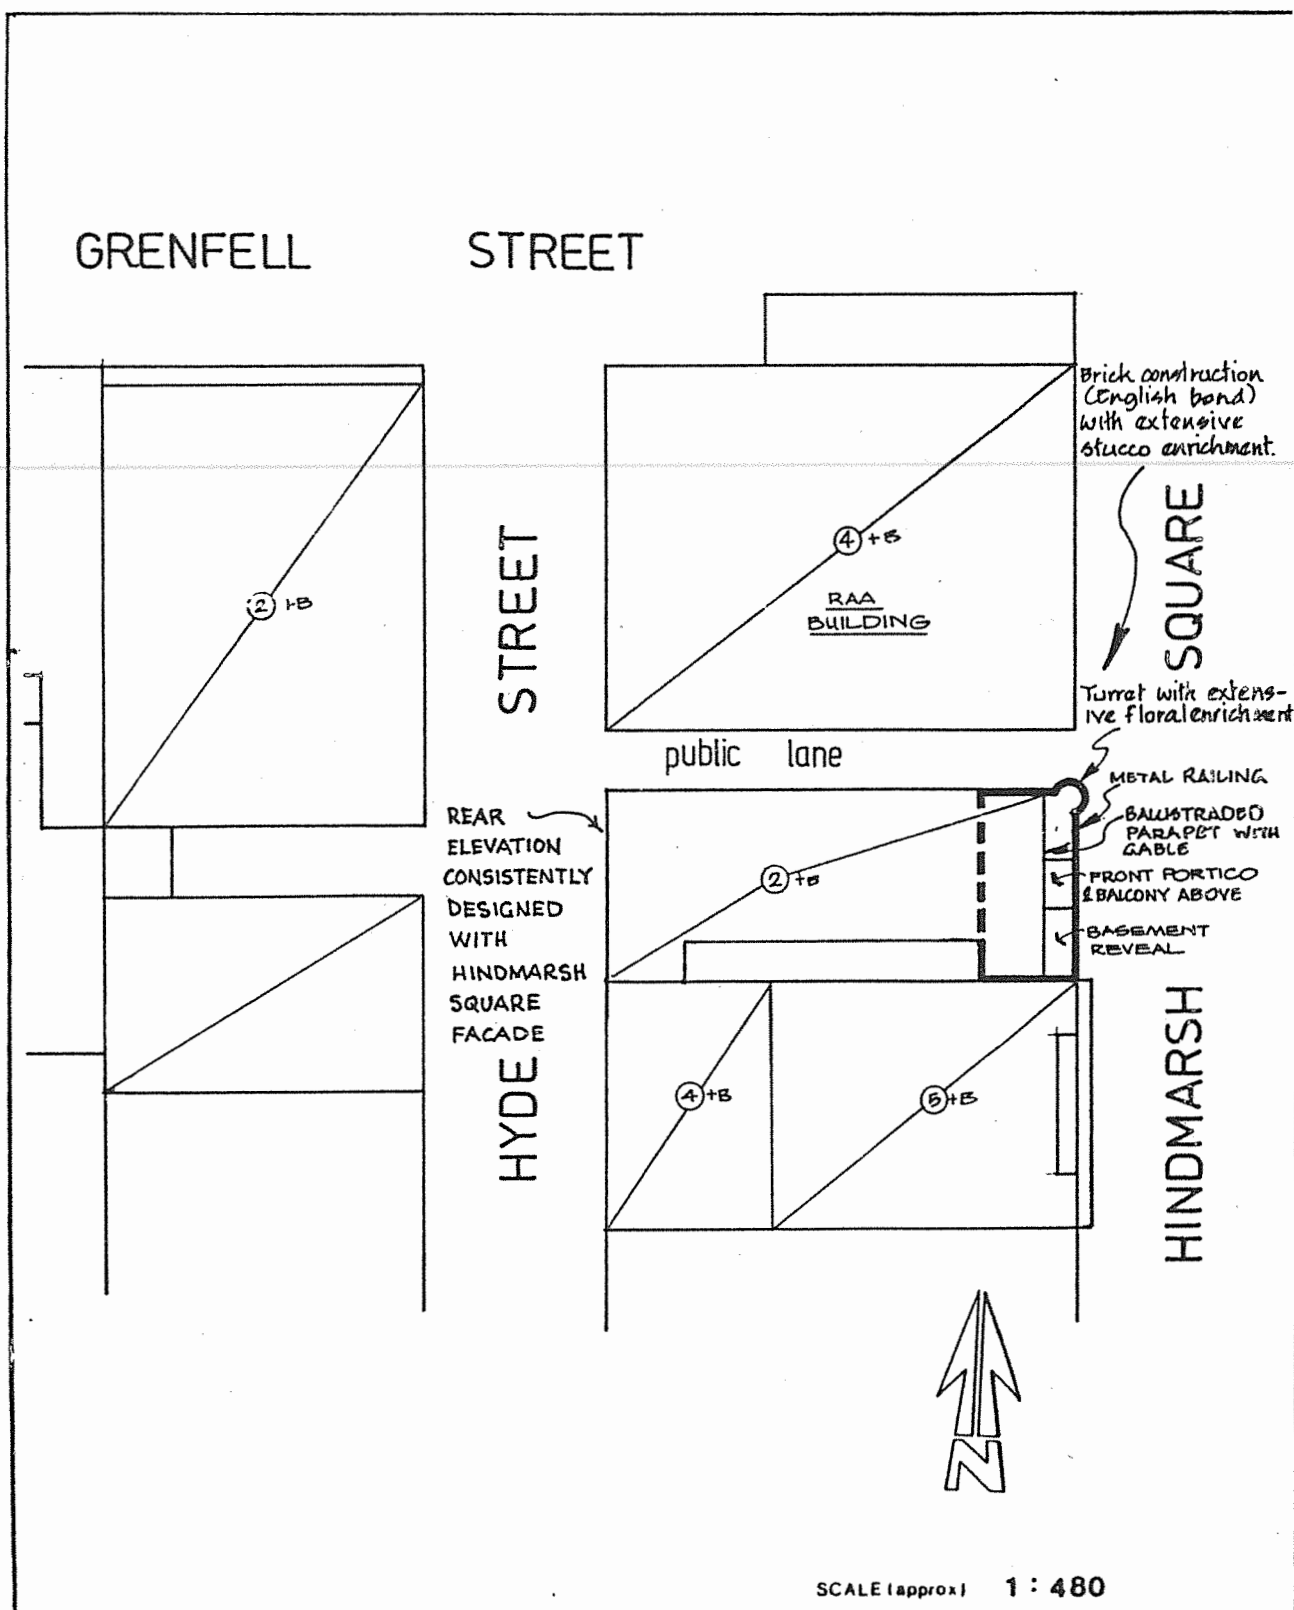 GRENFELL STREET
Brick construction
(English bond)
with extensive
stucco enrichment.
HINDMARSH SQUARE
HYDE STREET
4 +B
RAA
BUILDING
2 +B
Turret with extens-
ive floral enrichment
public lane
METAL RAILING
BALUSTRADED
PARAPET WITH
GABLE
FRONT PORTICO
& BALCONY ABOVE
BASEMENT
REVEAL
REAR
ELEVATION
CONSISTENTLY
DESIGNED
WITH
HINDMARSH
SQUARE
FACADE
2 +B
4 +B
5 +B
N
SCALE (approx) 1 : 480